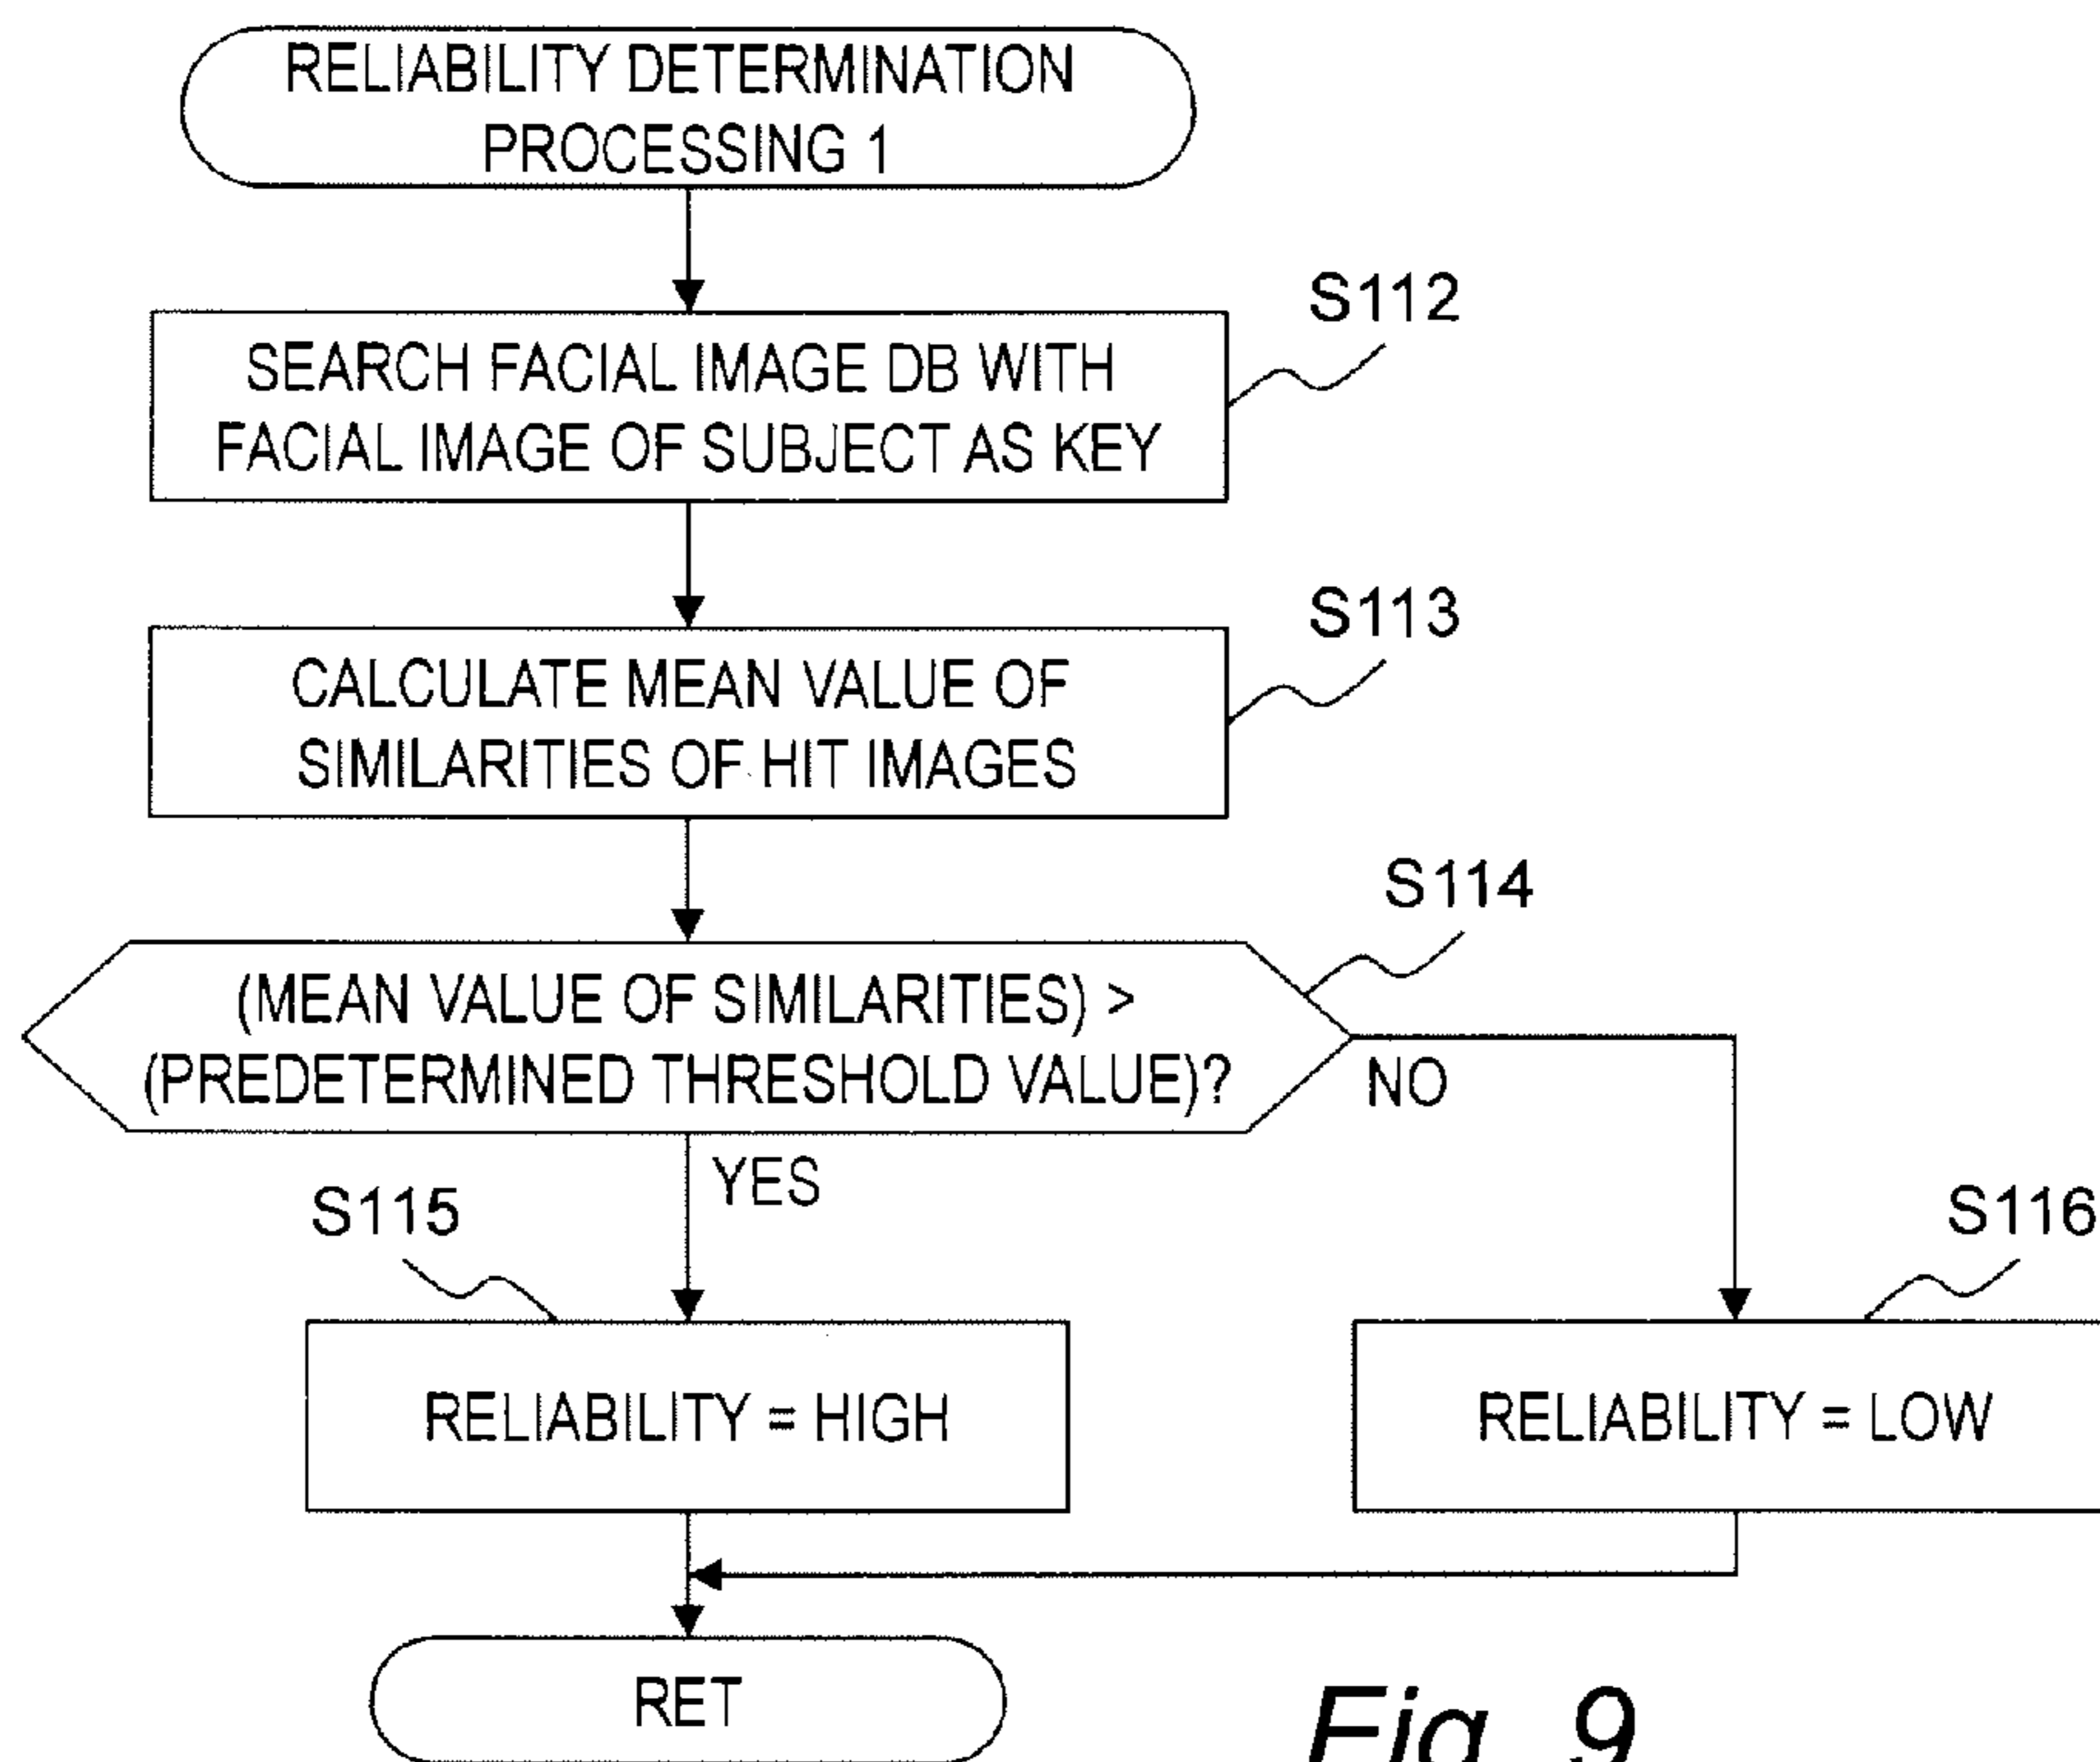 RELIABILITY DETERMINATION
PROCESSING 1
S112
SEARCH FACIAL IMAGE DB WITH
FACIAL IMAGE OF SUBJECT AS KEY
S113
CALCULATE MEAN VALUE OF
SIMILARITIES OF HIT IMAGES
S114
(MEAN VALUE OF SIMILARITIES) >
(PREDETERMINED THRESHOLD VALUE)?
NO
YES
S115
S116
RELIABILITY = HIGH
RELIABILITY = LOW
RET
Fig. 9